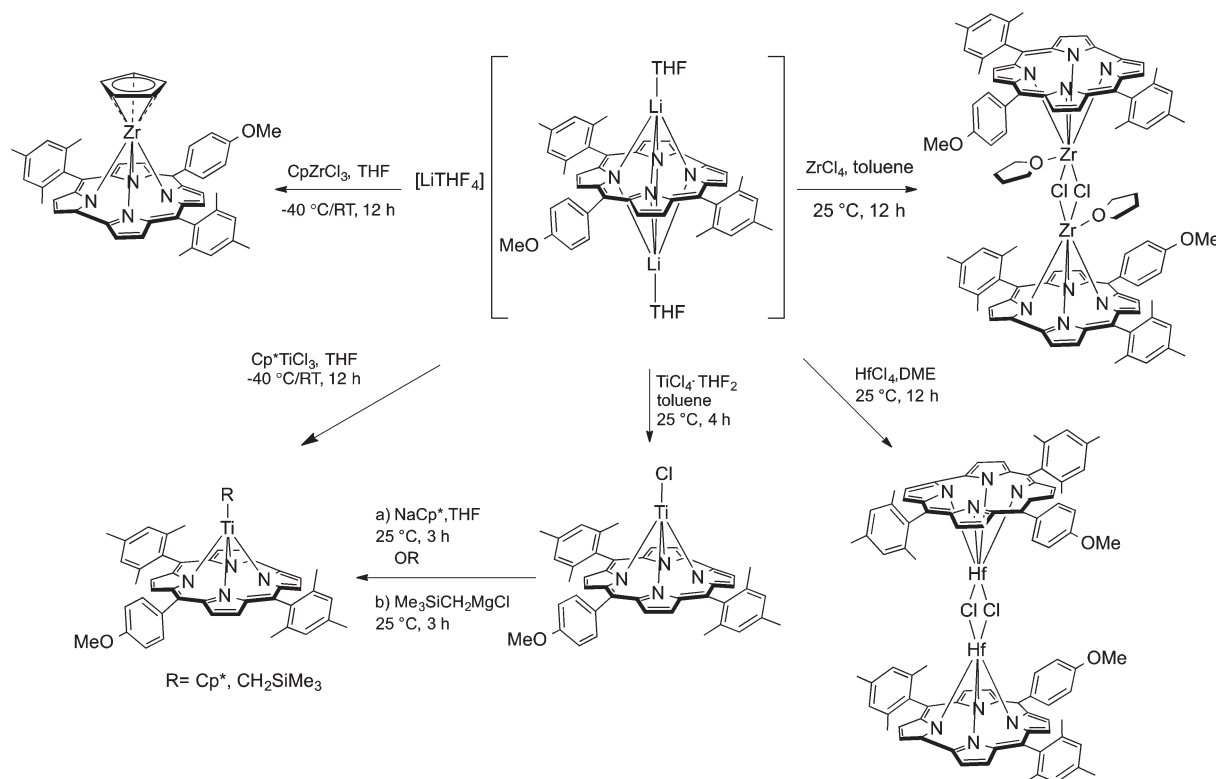 THF
Li
N
N
N
N
MeO
Li
THF
[LiTHF₄]
Zr
N
N
N
N
OMe
CpZrCl₃, THF
-40 °C/RT, 12 h
ZrCl₄, toluene
25 °C, 12 h
N
N
N
N
MeO
Zr
O
Cl Cl
O
Zr
OMe
N
N
N
N
Cp*TiCl₃, THF
-40 °C/RT, 12 h
TiCl₄·THF₂
toluene
25 °C, 4 h
HfCl₄,DME
25 °C, 12 h
R
Ti
N
N
N
N
MeO
R= Cp*, CH₂SiMe₃
a) NaCp*,THF
25 °C, 3 h
OR
b) Me₃SiCH₂MgCl
25 °C, 3 h
Cl
Ti
N
N
N
N
MeO
N
N
N
N
OMe
Hf
Cl Cl
Hf
OMe
N
N
N
N